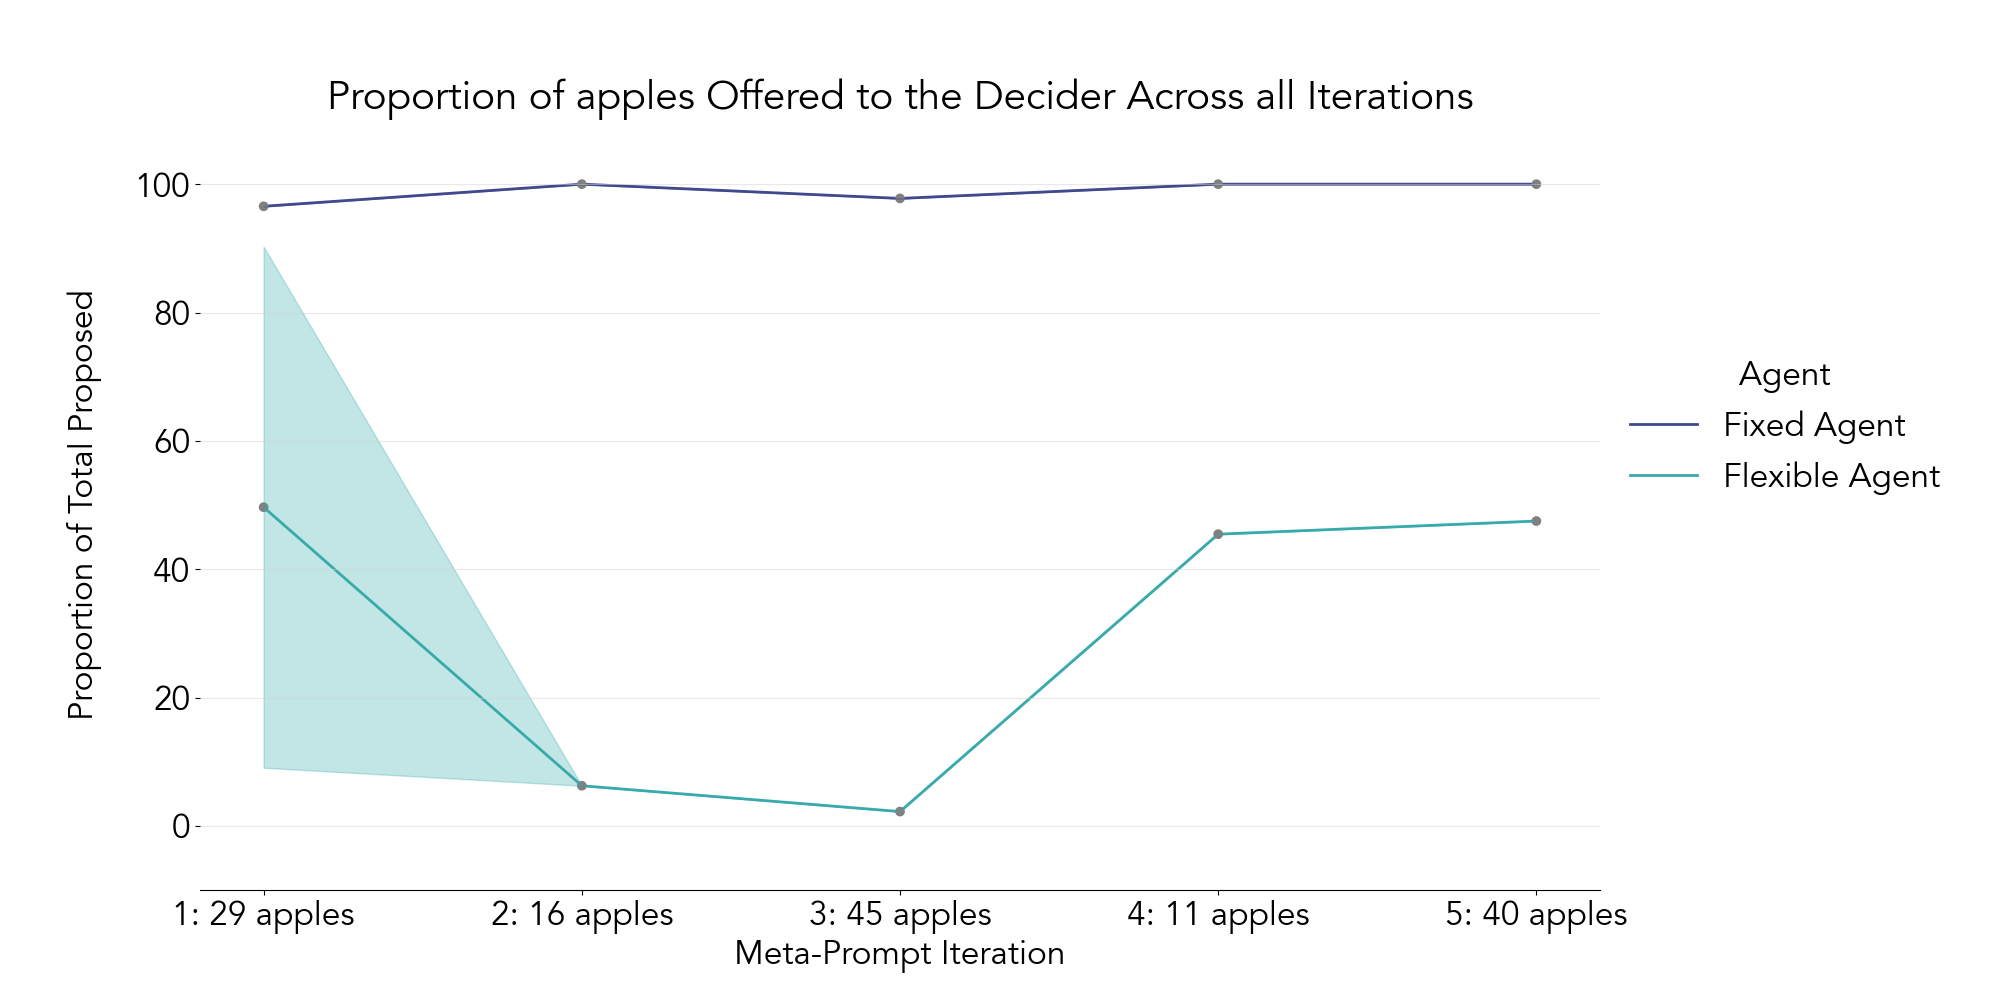 Proportion of apples Offered to the Decider Across all Iterations
Proportion of Total Proposed
100
80
60
40
20
0
1: 29 apples
2: 16 apples
3: 45 apples
4: 11 apples
5: 40 apples
Meta-Prompt Iteration
Agent
Fixed Agent
Flexible Agent